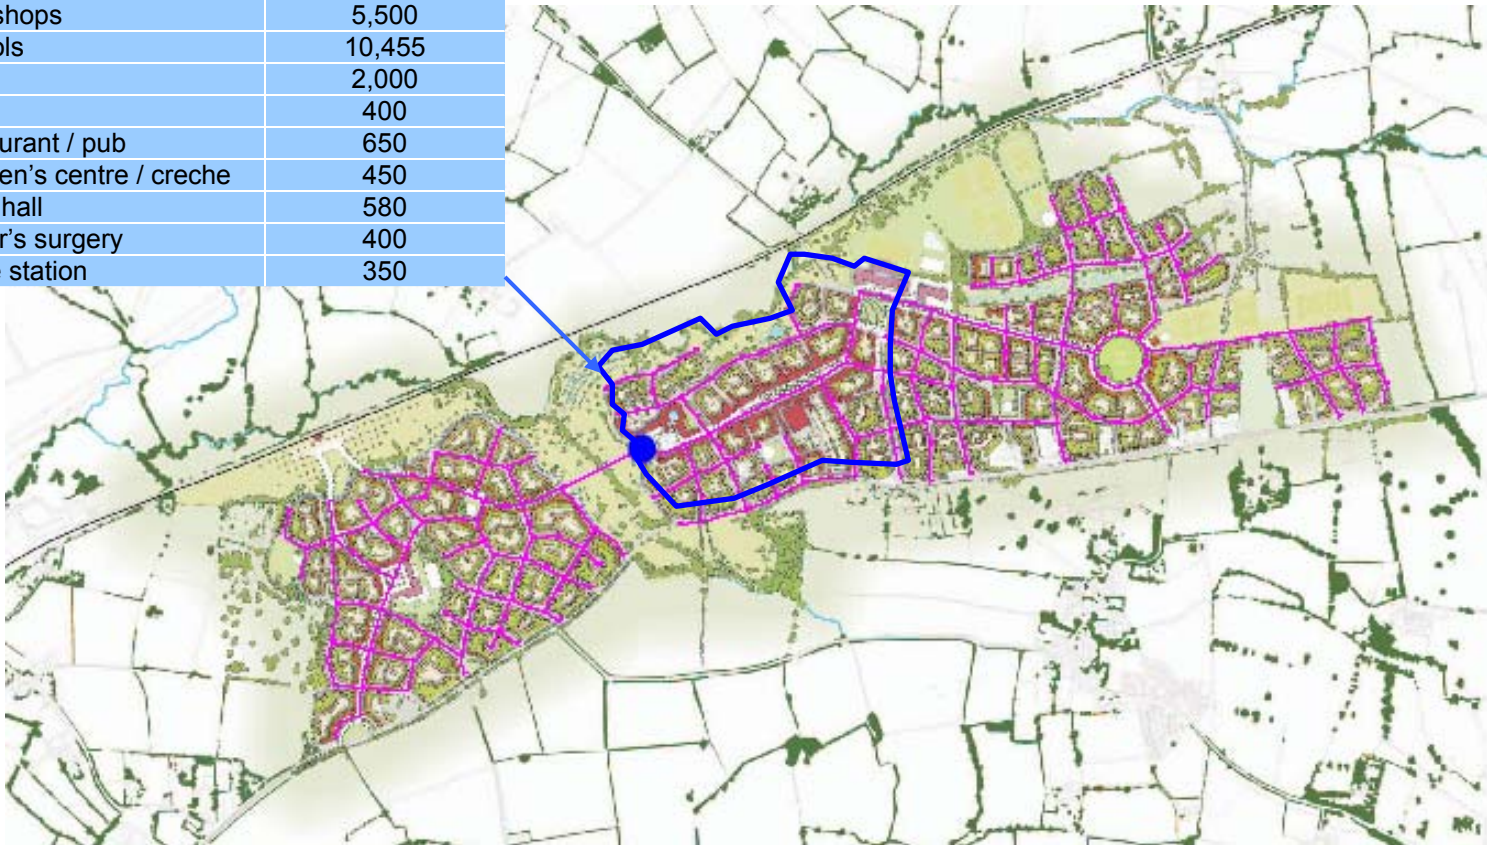 shops 5,500
ols 10,455
2,000
400
urant / pub 650
en's centre / creche 450
hall 580
r's surgery 400
e station 350